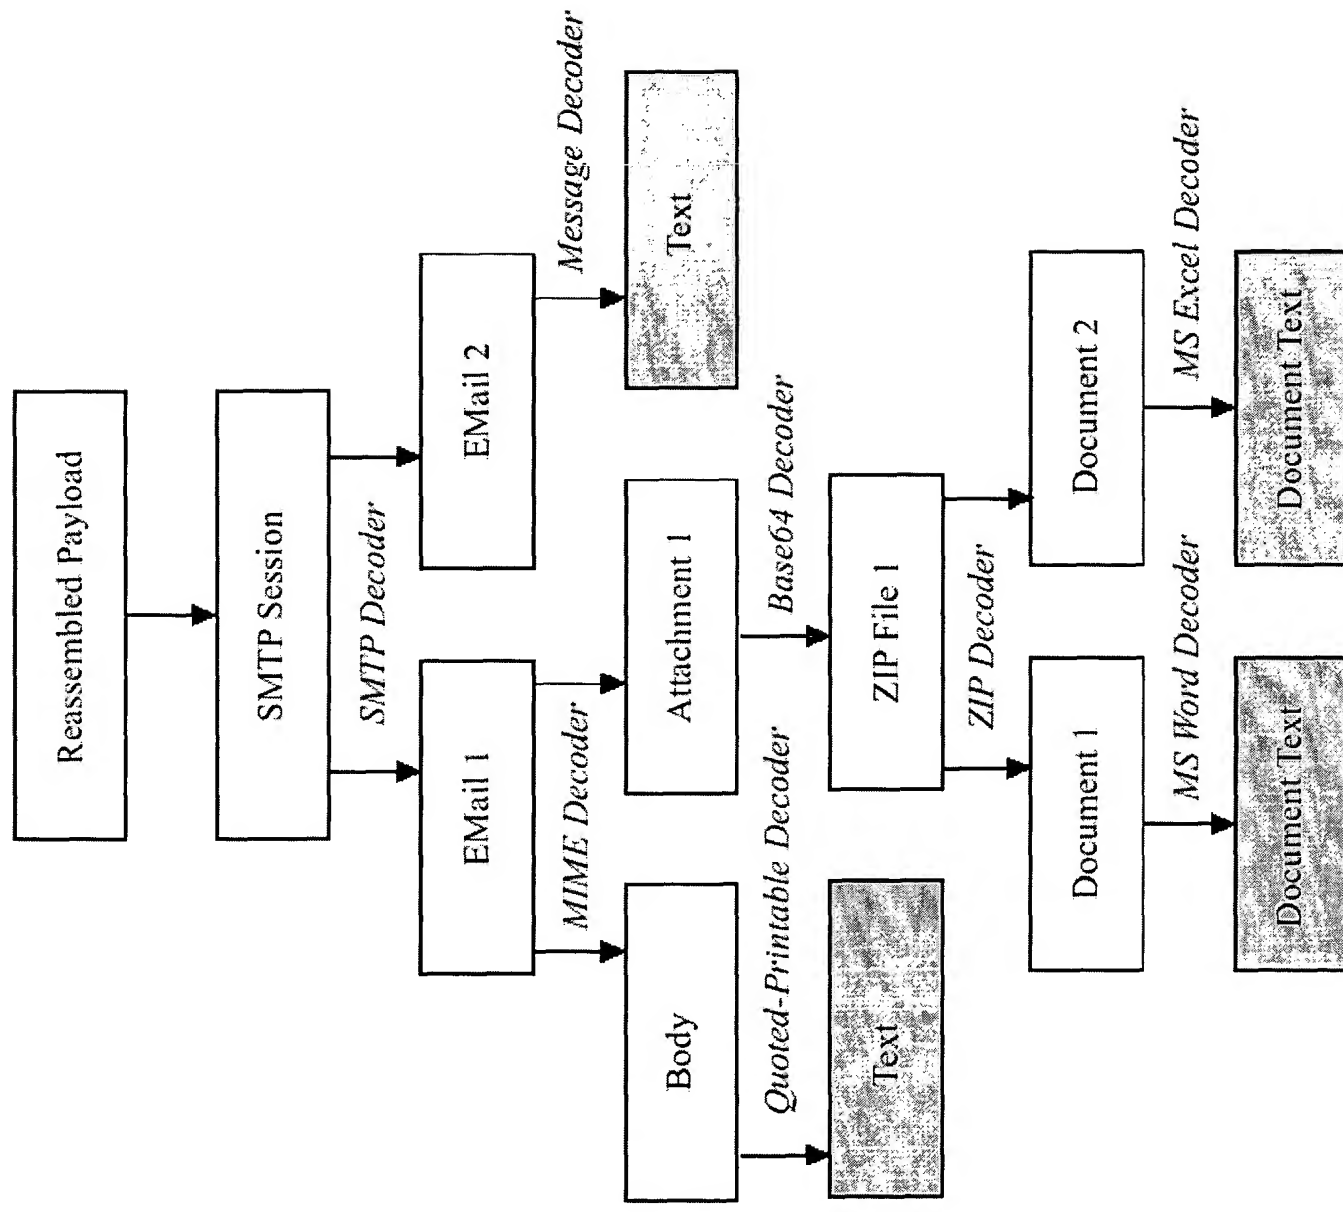 Reassembled Payload
SMTP Session
SMTP Decoder
EMail 1
EMail 2
MIME Decoder
Message Decoder
Body
Attachment 1
Text
Quoted-Printable Decoder
Base64 Decoder
Text
ZIP File 1
ZIP Decoder
Document 1
Document 2
MS Word Decoder
MS Excel Decoder
Document Text
Document Text